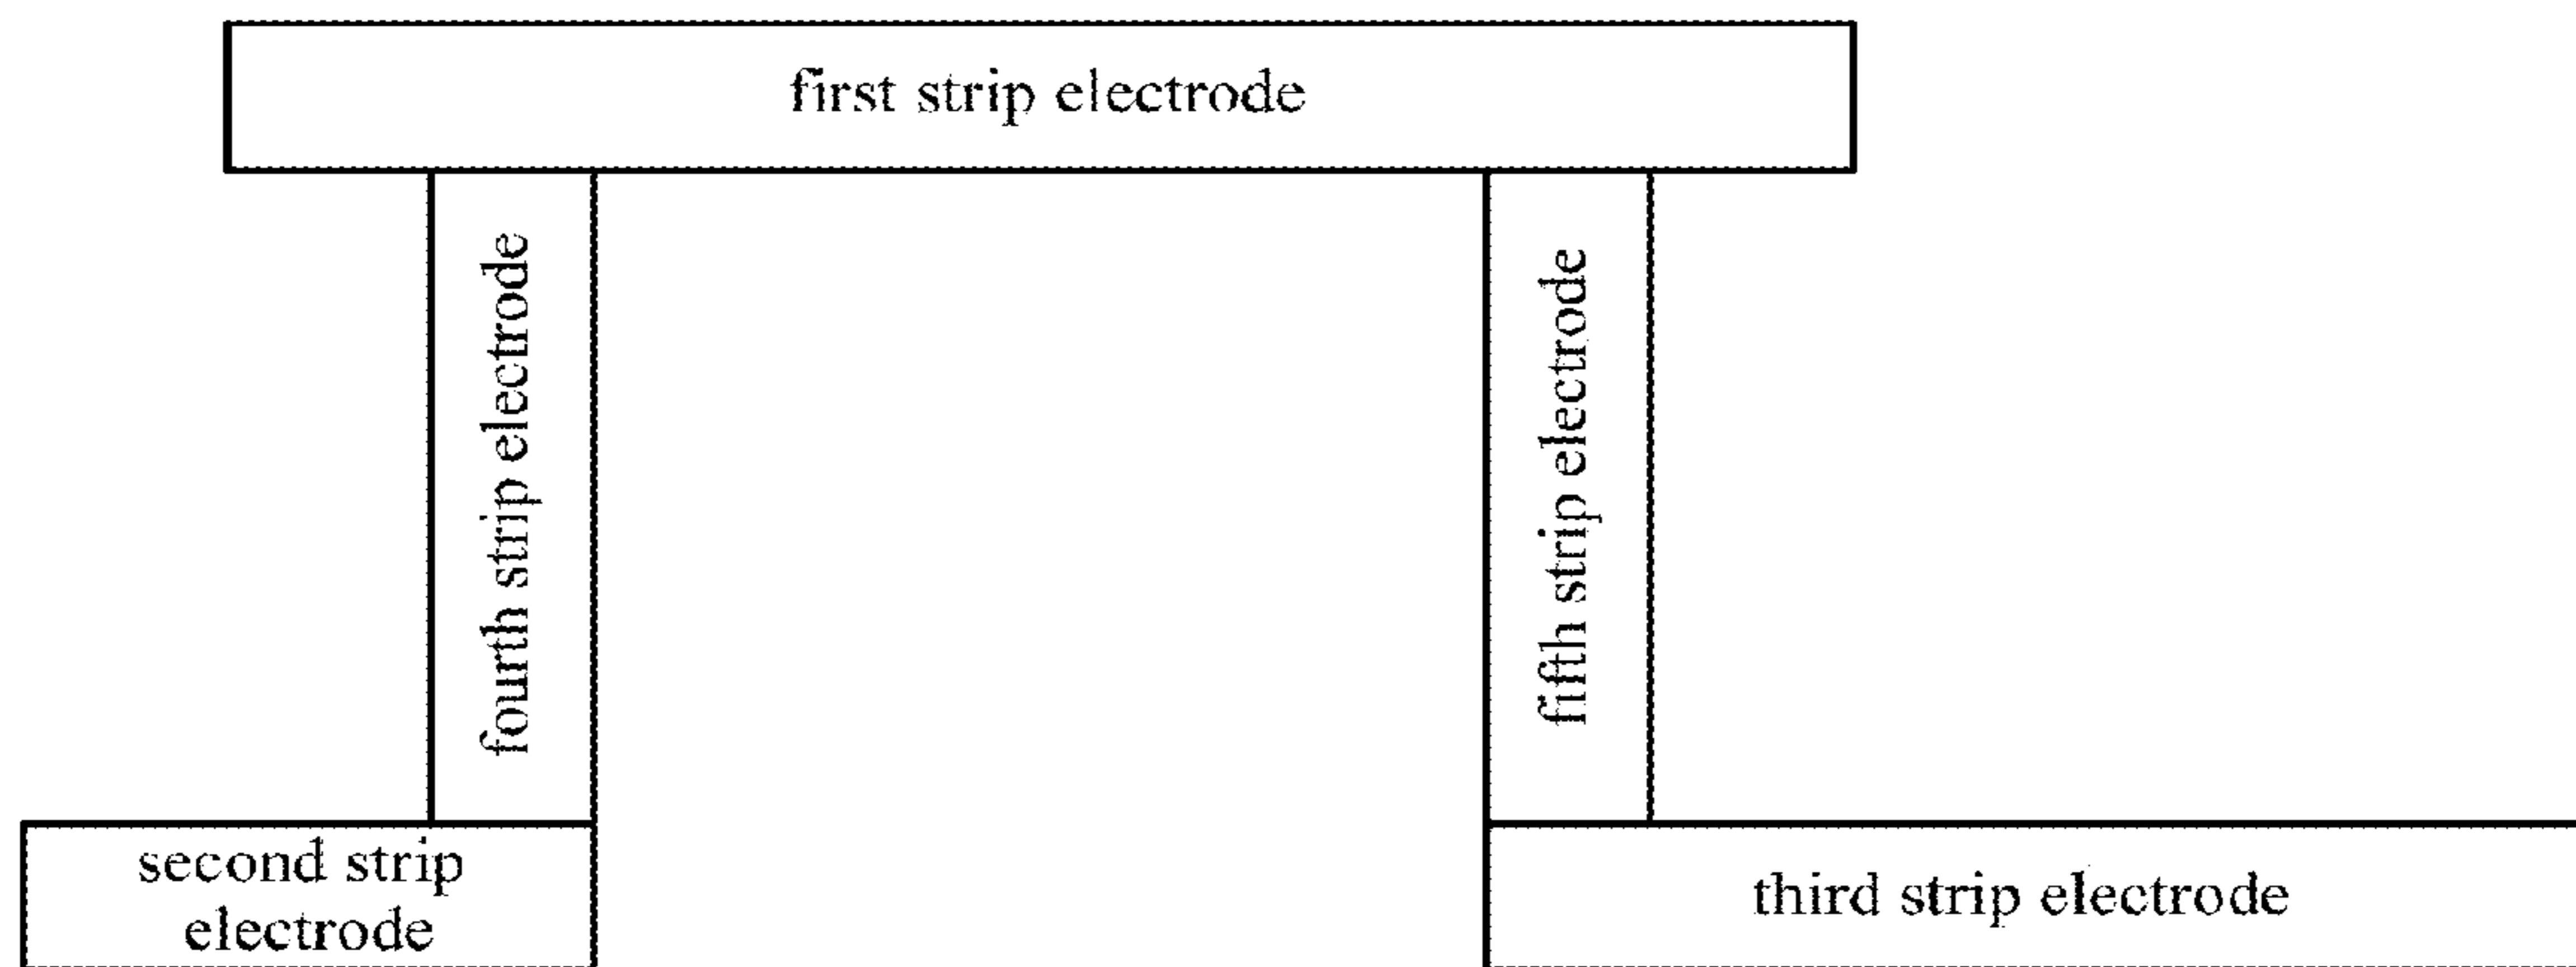 first strip electrode
fourth strip electrode
fifth strip electrode
second strip
electrode
third strip electrode